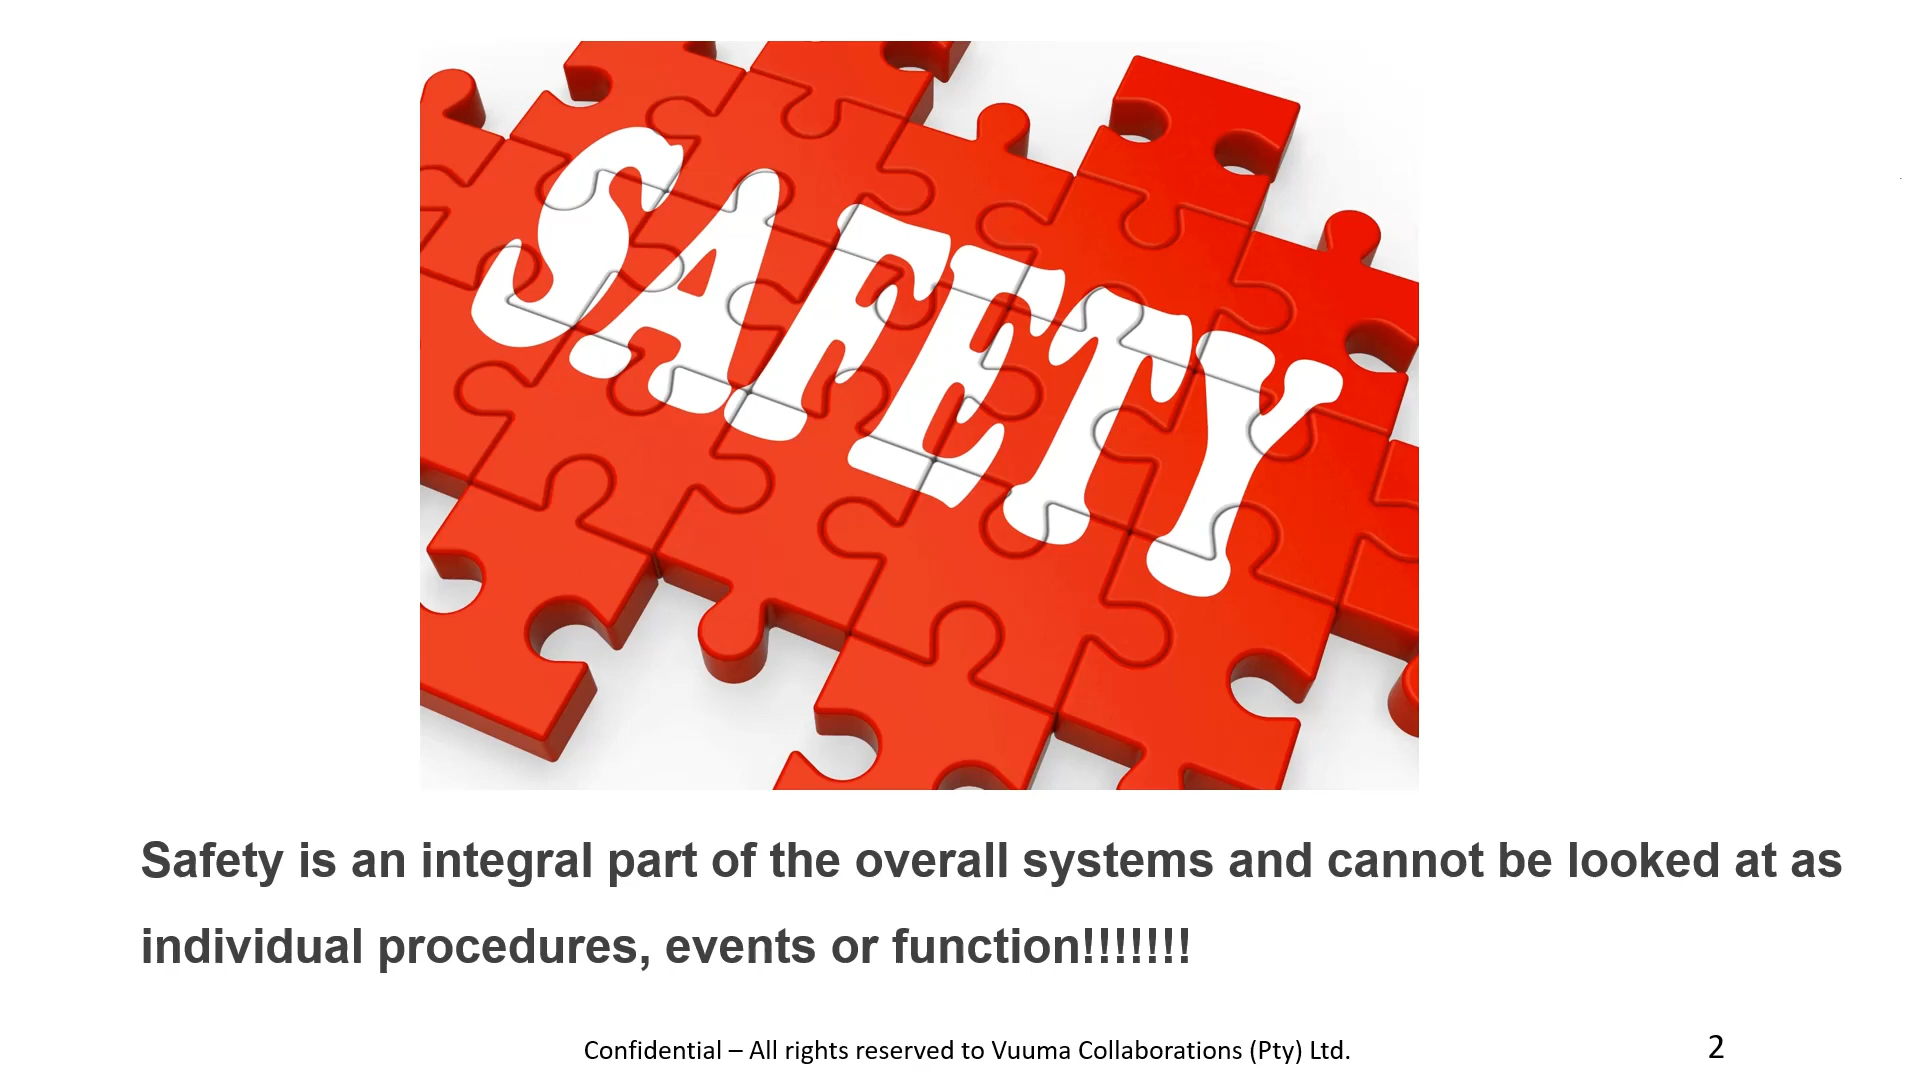 SAFETY
Safety is an integral part of the overall systems and cannot be looked at as
individual procedures, events or function!!!!!!!
Confidential – All rights reserved to Vuuma Collaborations (Pty) Ltd.
2